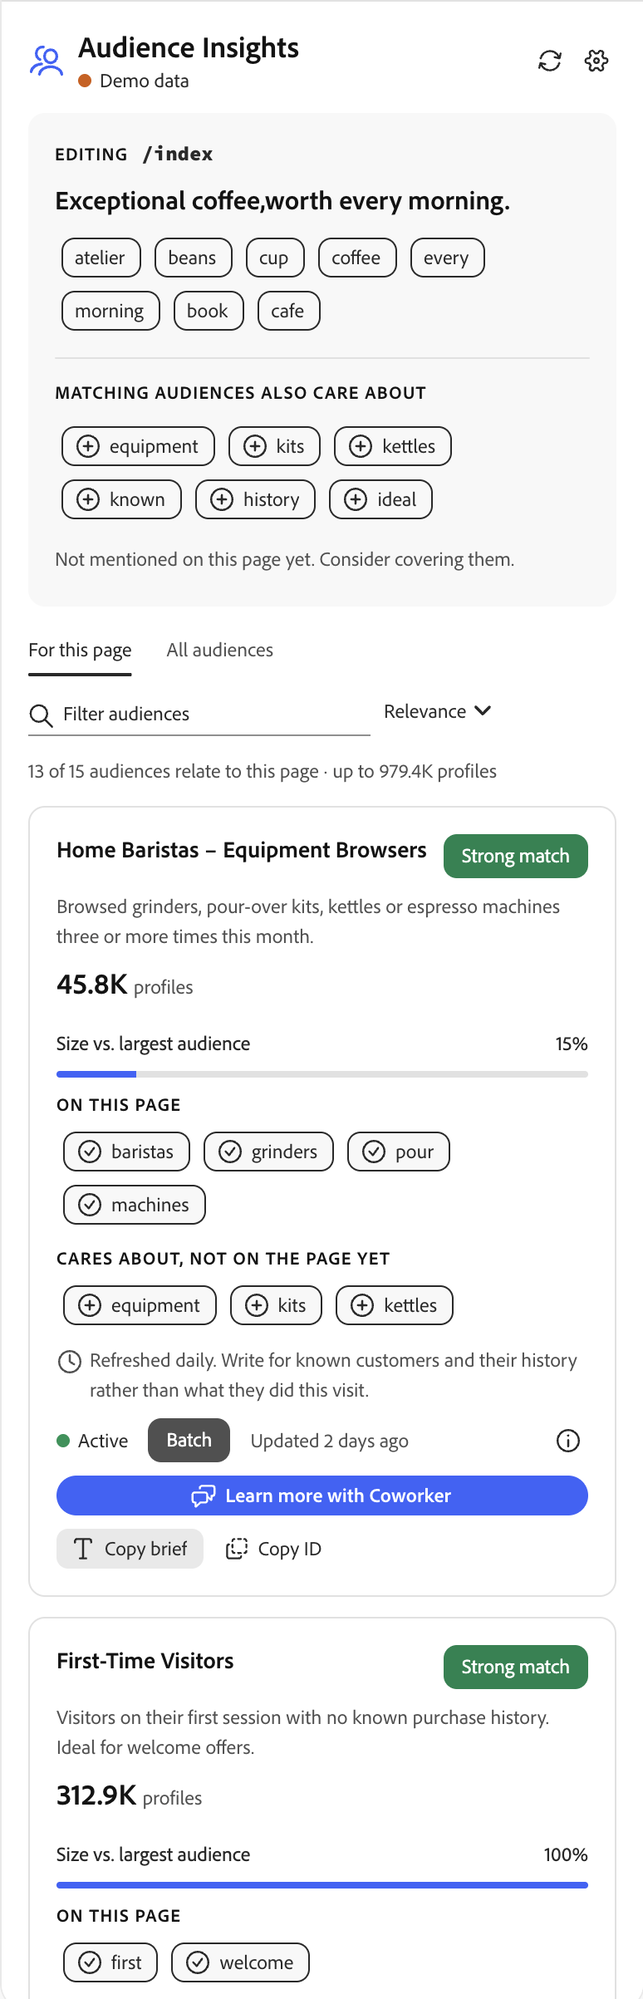 Audience Insights
Demo data
EDITING /index
Exceptional coffee,worth every morning.
atelier beans cup coffee every
morning book cafe
MATCHING AUDIENCES ALSO CARE ABOUT
equipment kits kettles
known history ideal
Not mentioned on this page yet. Consider covering them.
For this page All audiences
Filter audiences Relevance
13 of 15 audiences relate to this page · up to 979.4K profiles
Home Baristas – Equipment Browsers Strong match
Browsed grinders, pour-over kits, kettles or espresso machines
three or more times this month.
45.8K profiles
Size vs. largest audience 15%
ON THIS PAGE
baristas grinders pour
machines
CARES ABOUT, NOT ON THE PAGE YET
equipment kits kettles
Refreshed daily. Write for known customers and their history
rather than what they did this visit.
Active Batch Updated 2 days ago
Learn more with Coworker
Copy brief Copy ID
First-Time Visitors Strong match
Visitors on their first session with no known purchase history.
Ideal for welcome offers.
312.9K profiles
Size vs. largest audience 100%
ON THIS PAGE
first welcome